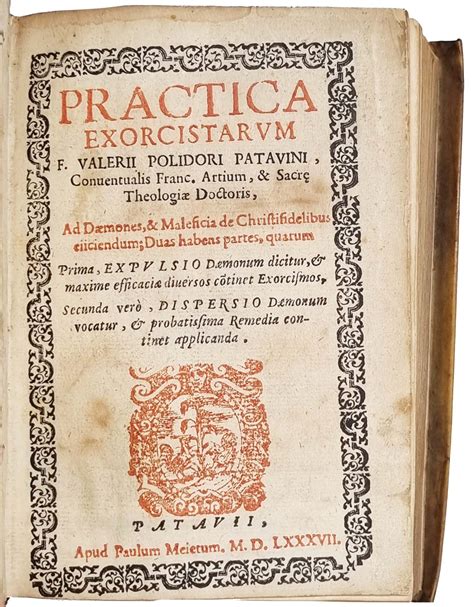 PRACTICA
EXORCISTARVM
F. VALERII POLIDORI PATAVINI,
Conuentualis Franc. Artium, & Sacrę
Theologiæ Doctoris,
Ad Dæmones, & Maleficia de Christifidelibus
eiiciendum; Duas habens partes, quarum
Prima, EXPVLSIO Dæmonum dicitur, &
maxime efficaciæ diuersos cōtinet Exorcismos,
Secunda verò, DISPERSIO Dæmonum
vocatur, & probatissima Remedia con-
tinet applicanda.
PATAVII,
Apud Paulum Meietum. M. D. LXXXVII.